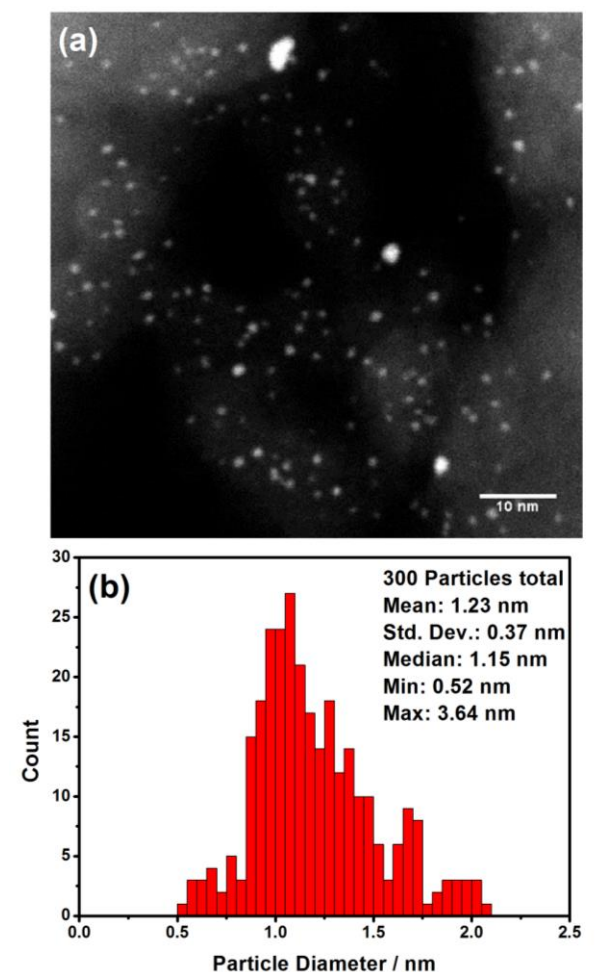 (a)
10 nm
(b)
300 Particles total
Mean: 1.23 nm
Std. Dev.: 0.37 nm
Median: 1.15 nm
Min: 0.52 nm
Max: 3.64 nm
30
25
20
15
10
5
0
Count
0.0 0.5 1.0 1.5 2.0 2.5
Particle Diameter / nm